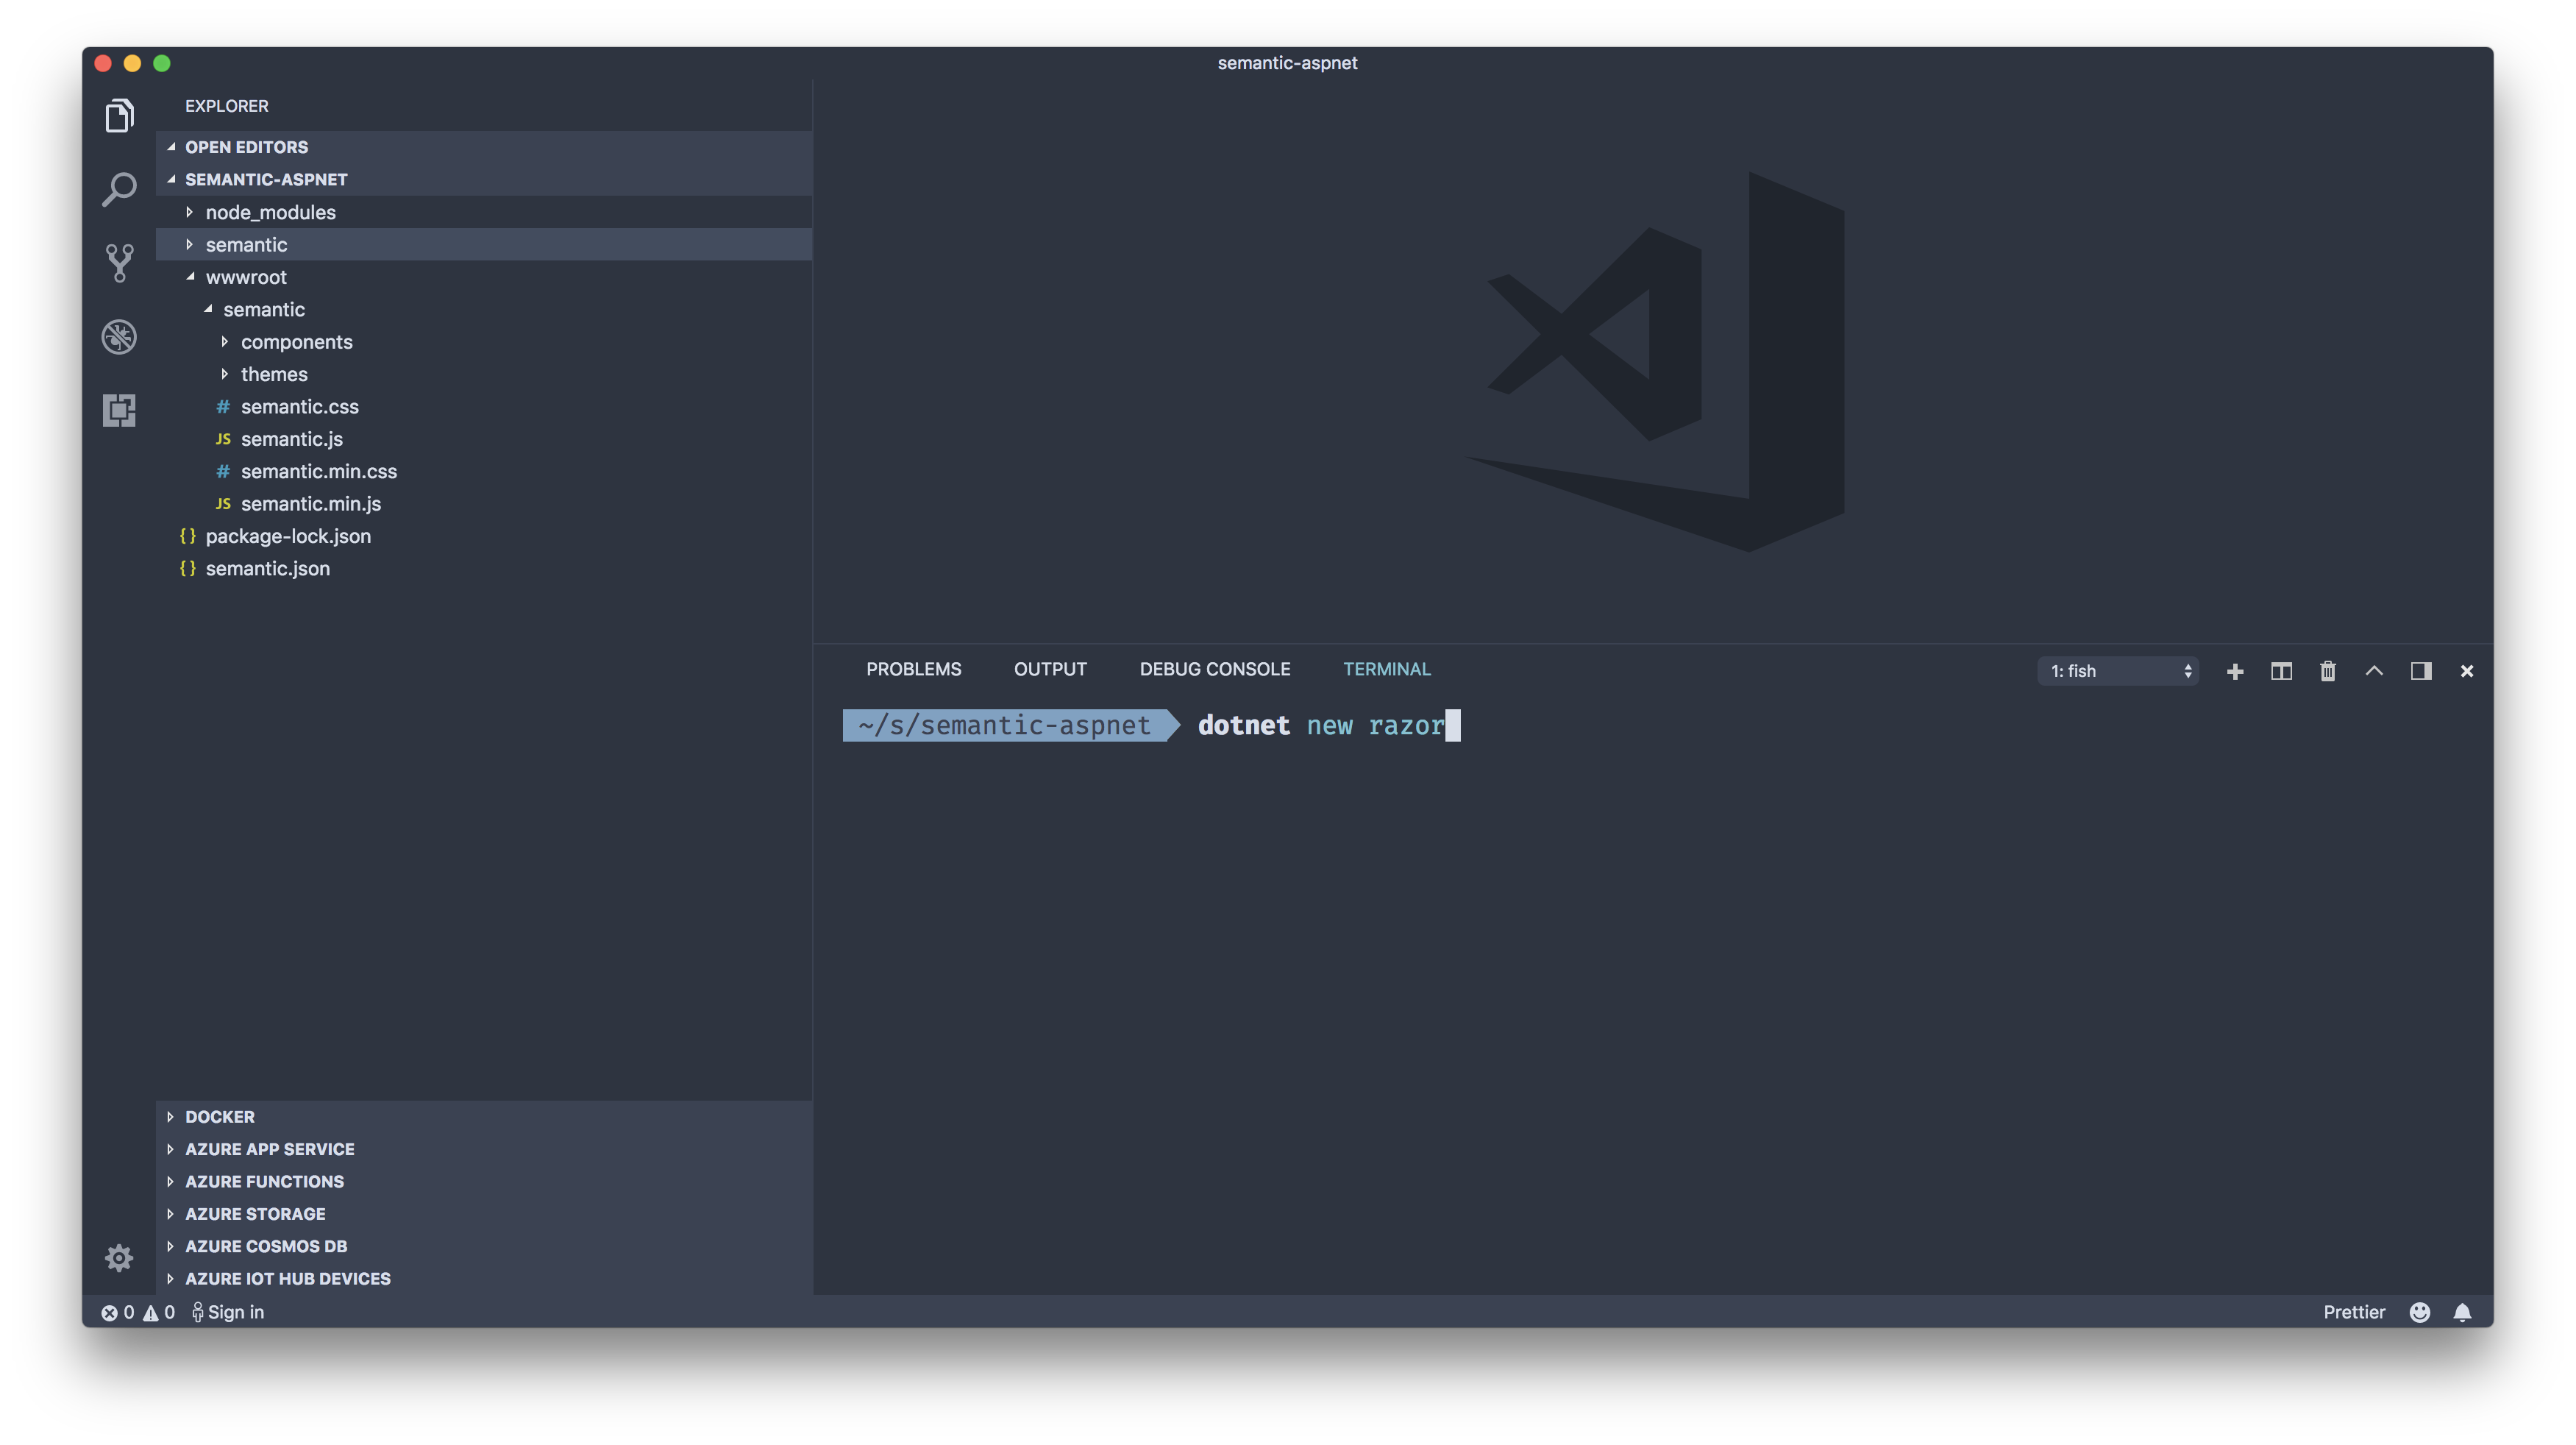 semantic-aspnet
EXPLORER
OPEN EDITORS
SEMANTIC-ASPNET
node_modules
semantic
wwwroot
semantic
components
themes
# semantic.css
JS semantic.js
# semantic.min.css
JS semantic.min.js
{} package-lock.json
{} semantic.json
DOCKER
AZURE APP SERVICE
AZURE FUNCTIONS
AZURE STORAGE
AZURE COSMOS DB
AZURE IOT HUB DEVICES
PROBLEMS OUTPUT DEBUG CONSOLE TERMINAL 1: fish
~/s/semantic-aspnet dotnet new razor
0 0 Sign in Prettier